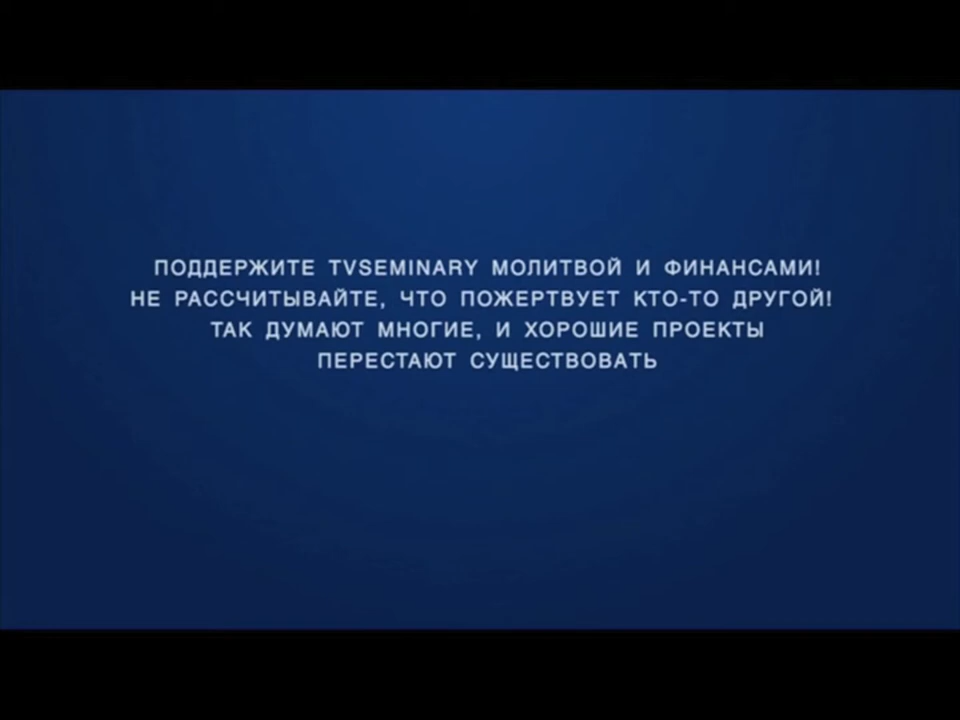 ПОДДЕРЖИТЕ TVSEMINARY МОЛИТВОЙ И ФИНАНСАМИ!
НЕ РАССЧИТЫВАЙТЕ, ЧТО ПОЖЕРТВУЕТ КТО-ТО ДРУГОЙ!
ТАК ДУМАЮТ МНОГИЕ, И ХОРОШИЕ ПРОЕКТЫ
ПЕРЕСТАЮТ СУЩЕСТВОВАТЬ